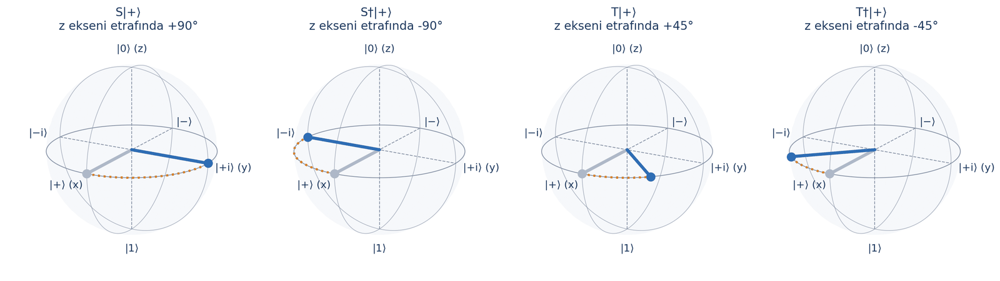 S|+⟩
z ekseni etrafında +90°
|0⟩ (z)
|−⟩
|−i⟩
|+i⟩ (y)
|+⟩ (x)
|1⟩
S†|+⟩
z ekseni etrafında -90°
|0⟩ (z)
|−⟩
|−i⟩
|+i⟩ (y)
|+⟩ (x)
|1⟩
T|+⟩
z ekseni etrafında +45°
|0⟩ (z)
|−⟩
|−i⟩
|+i⟩ (y)
|+⟩ (x)
|1⟩
T†|+⟩
z ekseni etrafında -45°
|0⟩ (z)
|−⟩
|−i⟩
|+i⟩ (y)
|+⟩ (x)
|1⟩